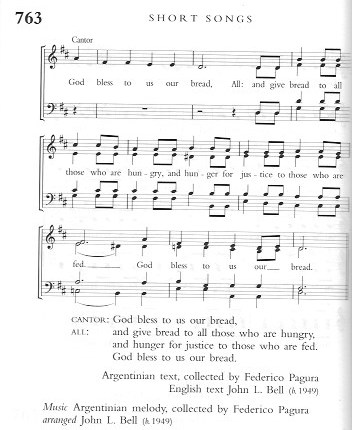 763 SHORT SONGS
Cantor
God bless to us our bread, All: and give bread to all
those who are hun - gry, and hun - ger for jus - tice to those who are
fed. God bless to us our bread.
CANTOR: God bless to us our bread,
ALL: and give bread to all those who are hungry,
and hunger for justice to those who are fed.
God bless to us our bread.
Argentinian text, collected by Federico Pagura
English text John L. Bell (b. 1949)
Music Argentinian melody, collected by Federico Pagura
arranged John L. Bell (b. 1949)